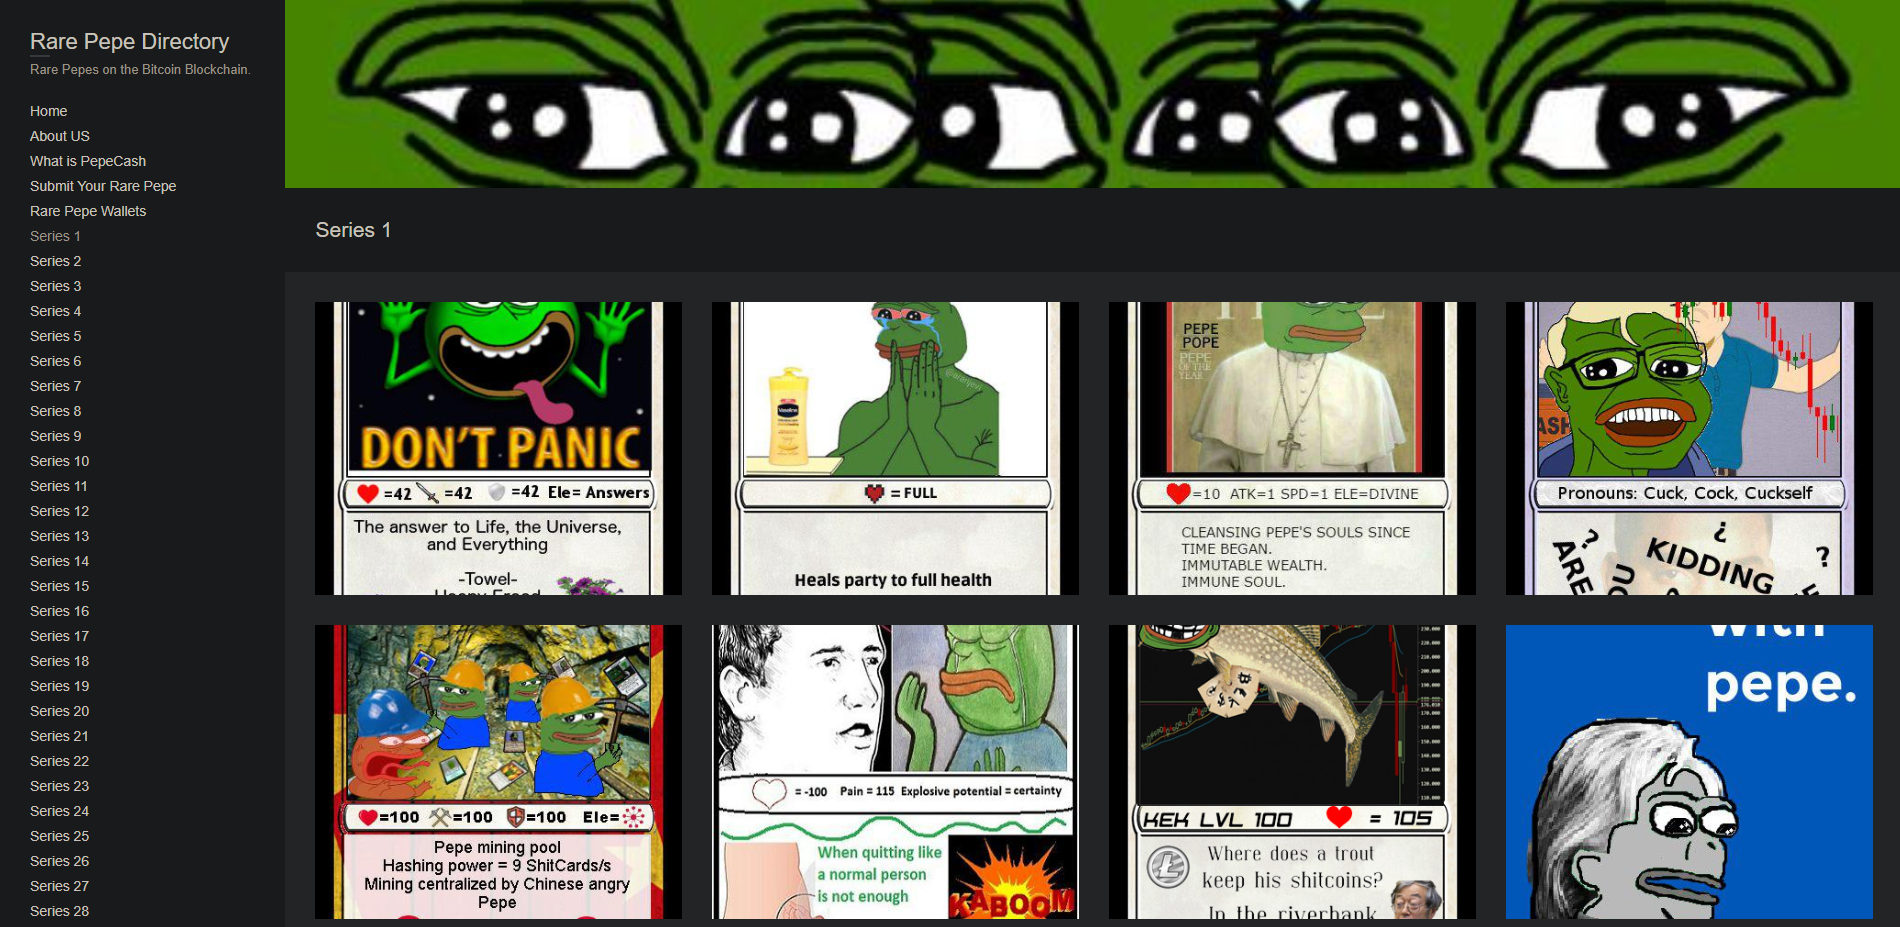 Rare Pepe Directory
Rare Pepes on the Bitcoin Blockchain.
Home
About US
What is PepeCash
Submit Your Rare Pepe
Rare Pepe Wallets
Series 1
Series 2
Series 3
Series 4
Series 5
Series 6
Series 7
Series 8
Series 9
Series 10
Series 11
Series 12
Series 13
Series 14
Series 15
Series 16
Series 17
Series 18
Series 19
Series 20
Series 21
Series 22
Series 23
Series 24
Series 25
Series 26
Series 27
Series 28
Series 1
DON'T PANIC
=42 =42 =42 Ele= Answers
The answer to Life, the Universe,
and Everything
-Towel-
Vaseline
= FULL
Heals party to full health
PEPE
POPE
PEPE
OF THE
YEAR
=10 ATK=1 SPD=1 ELE=DIVINE
CLEANSING PEPE'S SOULS SINCE
TIME BEGAN.
IMMUTABLE WEALTH.
IMMUNE SOUL.
ASH
Pronouns: Cuck, Cock, Cuckself
? ¿ ?
ARE
KIDDING
=100 =100 =100 Ele=
Pepe mining pool
Hashing power = 9 ShitCards/s
Mining centralized by Chinese angry
Pepe
= -100 Pain = 115 Explosive potential = certainty
When quitting like
a normal person
is not enough
KABOOM
KEK LVL 100 = 105
Where does a trout
keep his shitcoins?
In the riverbank
with
pepe.